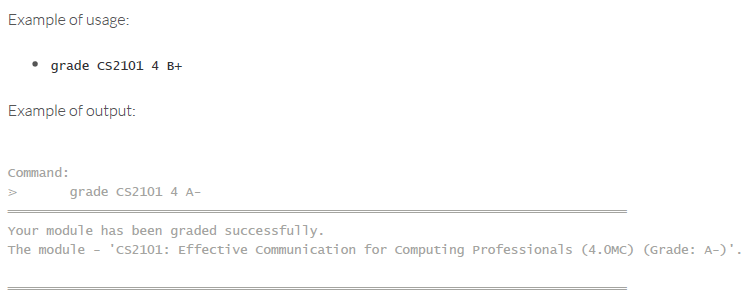 Example of usage:
• grade CS2101 4 B+
Example of output:
Command:
> grade CS2101 4 A-
Your module has been graded successfully.
The module - 'CS2101: Effective Communication for Computing Professionals (4.0MC) (Grade: A-)'.